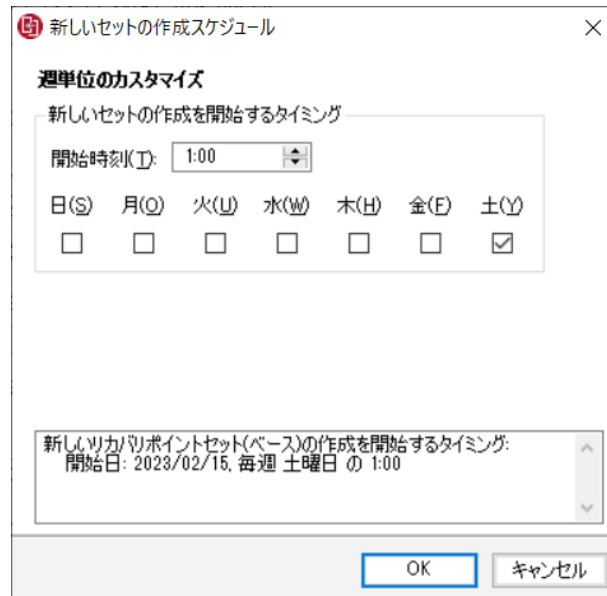 新しいセットの作成スケジュール
週単位のカスタマイズ
新しいセットの作成を開始するタイミング
開始時刻(T): 1:00
日(S) 月(O) 火(U) 水(W) 木(H) 金(F) 土(Y)
新しいリカバリポイントセット(ベース)の作成を開始するタイミング:
開始日: 2023/02/15, 毎週 土曜日 の 1:00
OK キャンセル